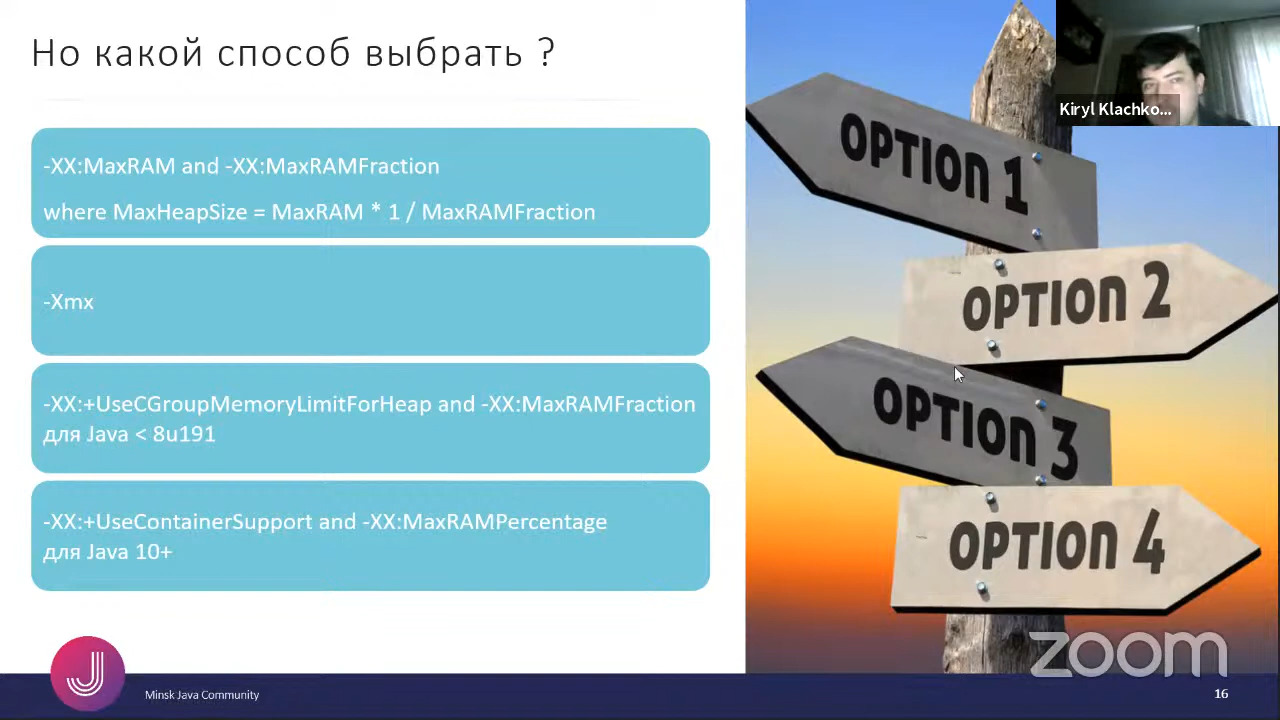 Но какой способ выбрать ?
-XX:MaxRAM and -XX:MaxRAMFraction
where MaxHeapSize = MaxRAM * 1 / MaxRAMFraction
-Xmx
-XX:+UseCGroupMemoryLimitForHeap and -XX:MaxRAMFraction
для Java < 8u191
-XX:+UseContainerSupport and -XX:MaxRAMPercentage
для Java 10+
OPTION 1
OPTION 2
OPTION 3
OPTION 4
Kiryl Klachko...
zoom
Minsk Java Community
16